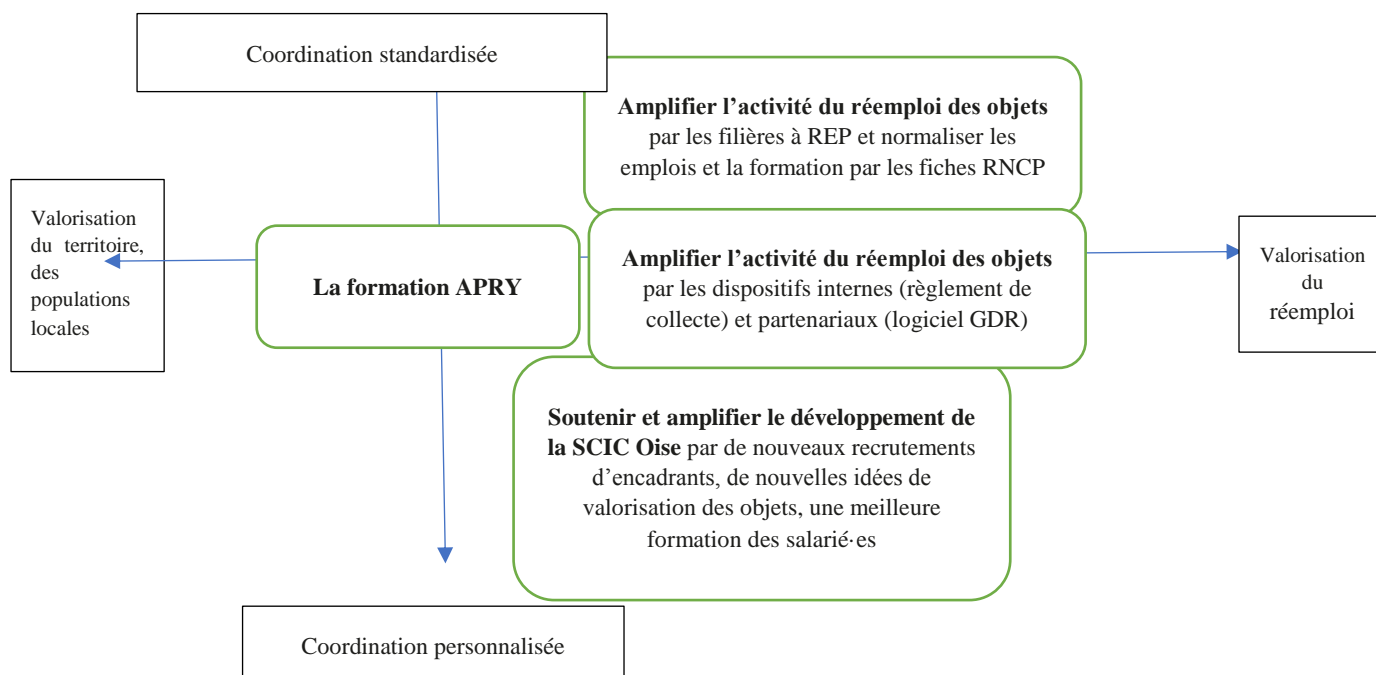 Coordination standardisée
Amplifier l’activité du réemploi des objets
par les filières à REP et normaliser les
emplois et la formation par les fiches RNCP
Valorisation
du territoire,
des
populations
locales
La formation APRY
Amplifier l’activité du réemploi des objets
par les dispositifs internes (règlement de
collecte) et partenariaux (logiciel GDR)
Valorisation
du
réemploi
Soutenir et amplifier le développement de
la SCIC Oise par de nouveaux recrutements
d’encadrants, de nouvelles idées de
valorisation des objets, une meilleure
formation des salarié·es
Coordination personnalisée